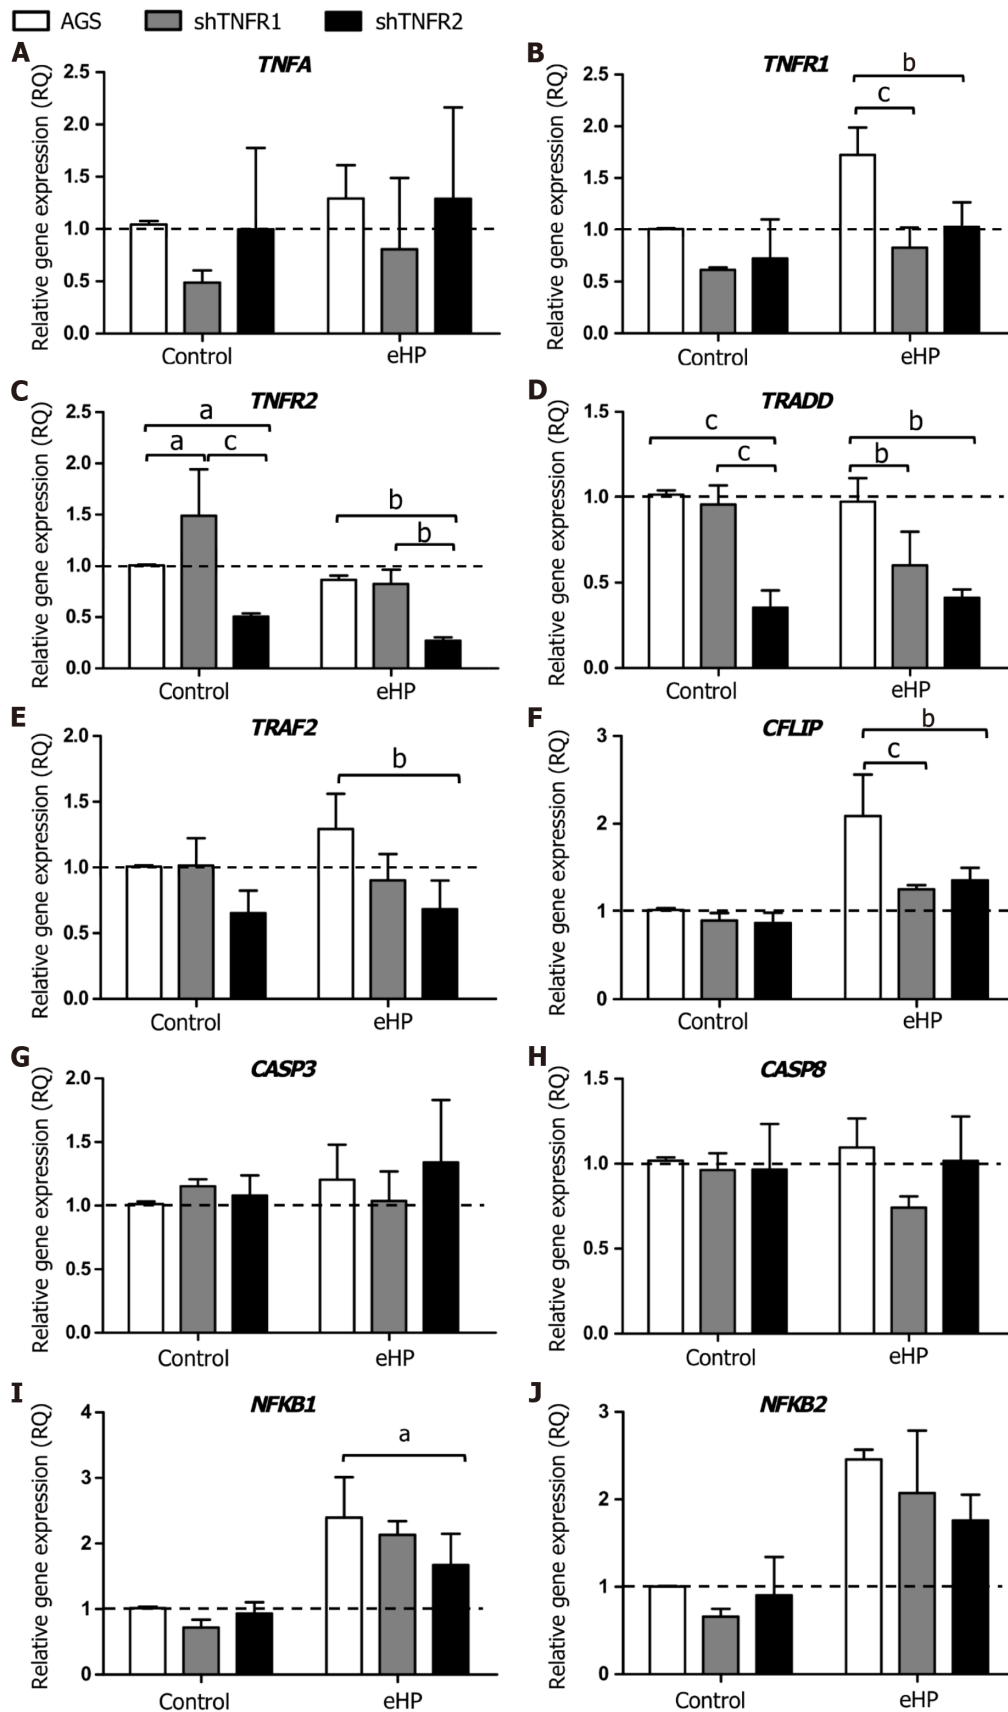 AGS shTNFR1 shTNFR2
A TNFA
Relative gene expression (RQ)
2.5
2.0
1.5
1.0
0.5
0.0
Control eHP
B TNFR1
Relative gene expression (RQ)
2.5
2.0
1.5
1.0
0.5
0.0
b
c
Control eHP
C TNFR2
Relative gene expression (RQ)
2.5
2.0
1.5
1.0
0.5
0.0
a
a c
b
b
Control eHP
D TRADD
Relative gene expression (RQ)
1.5
1.0
0.5
0.0
c b
c b
Control eHP
E TRAF2
Relative gene expression (RQ)
2.0
1.5
1.0
0.5
0.0
b
Control eHP
F CFLIP
Relative gene expression (RQ)
3
2
1
0
b
c
Control eHP
G CASP3
Relative gene expression (RQ)
2.0
1.5
1.0
0.5
0.0
Control eHP
H CASP8
Relative gene expression (RQ)
1.5
1.0
0.5
0.0
Control eHP
I NFKB1
Relative gene expression (RQ)
4
3
2
1
0
a
Control eHP
J NFKB2
Relative gene expression (RQ)
3
2
1
0
Control eHP